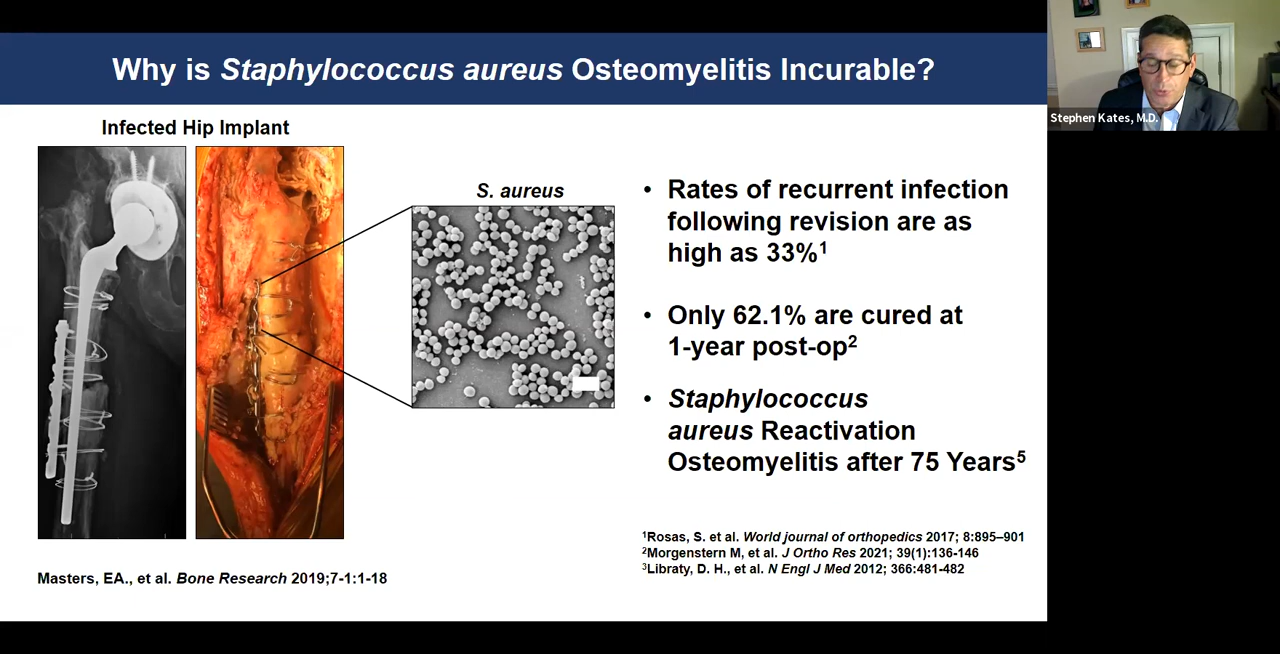 Why is Staphylococcus aureus Osteomyelitis Incurable?
Stephen Kates, M.D.
Infected Hip Implant
S. aureus
• Rates of recurrent infection
following revision are as
high as 33%¹
• Only 62.1% are cured at
1-year post-op²
• Staphylococcus
aureus Reactivation
Osteomyelitis after 75 Years⁵
¹Rosas, S. et al. World journal of orthopedics 2017; 8:895–901
²Morgenstern M, et al. J Ortho Res 2021; 39(1):136-146
³Libraty, D. H., et al. N Engl J Med 2012; 366:481-482
Masters, EA., et al. Bone Research 2019;7-1:1-18